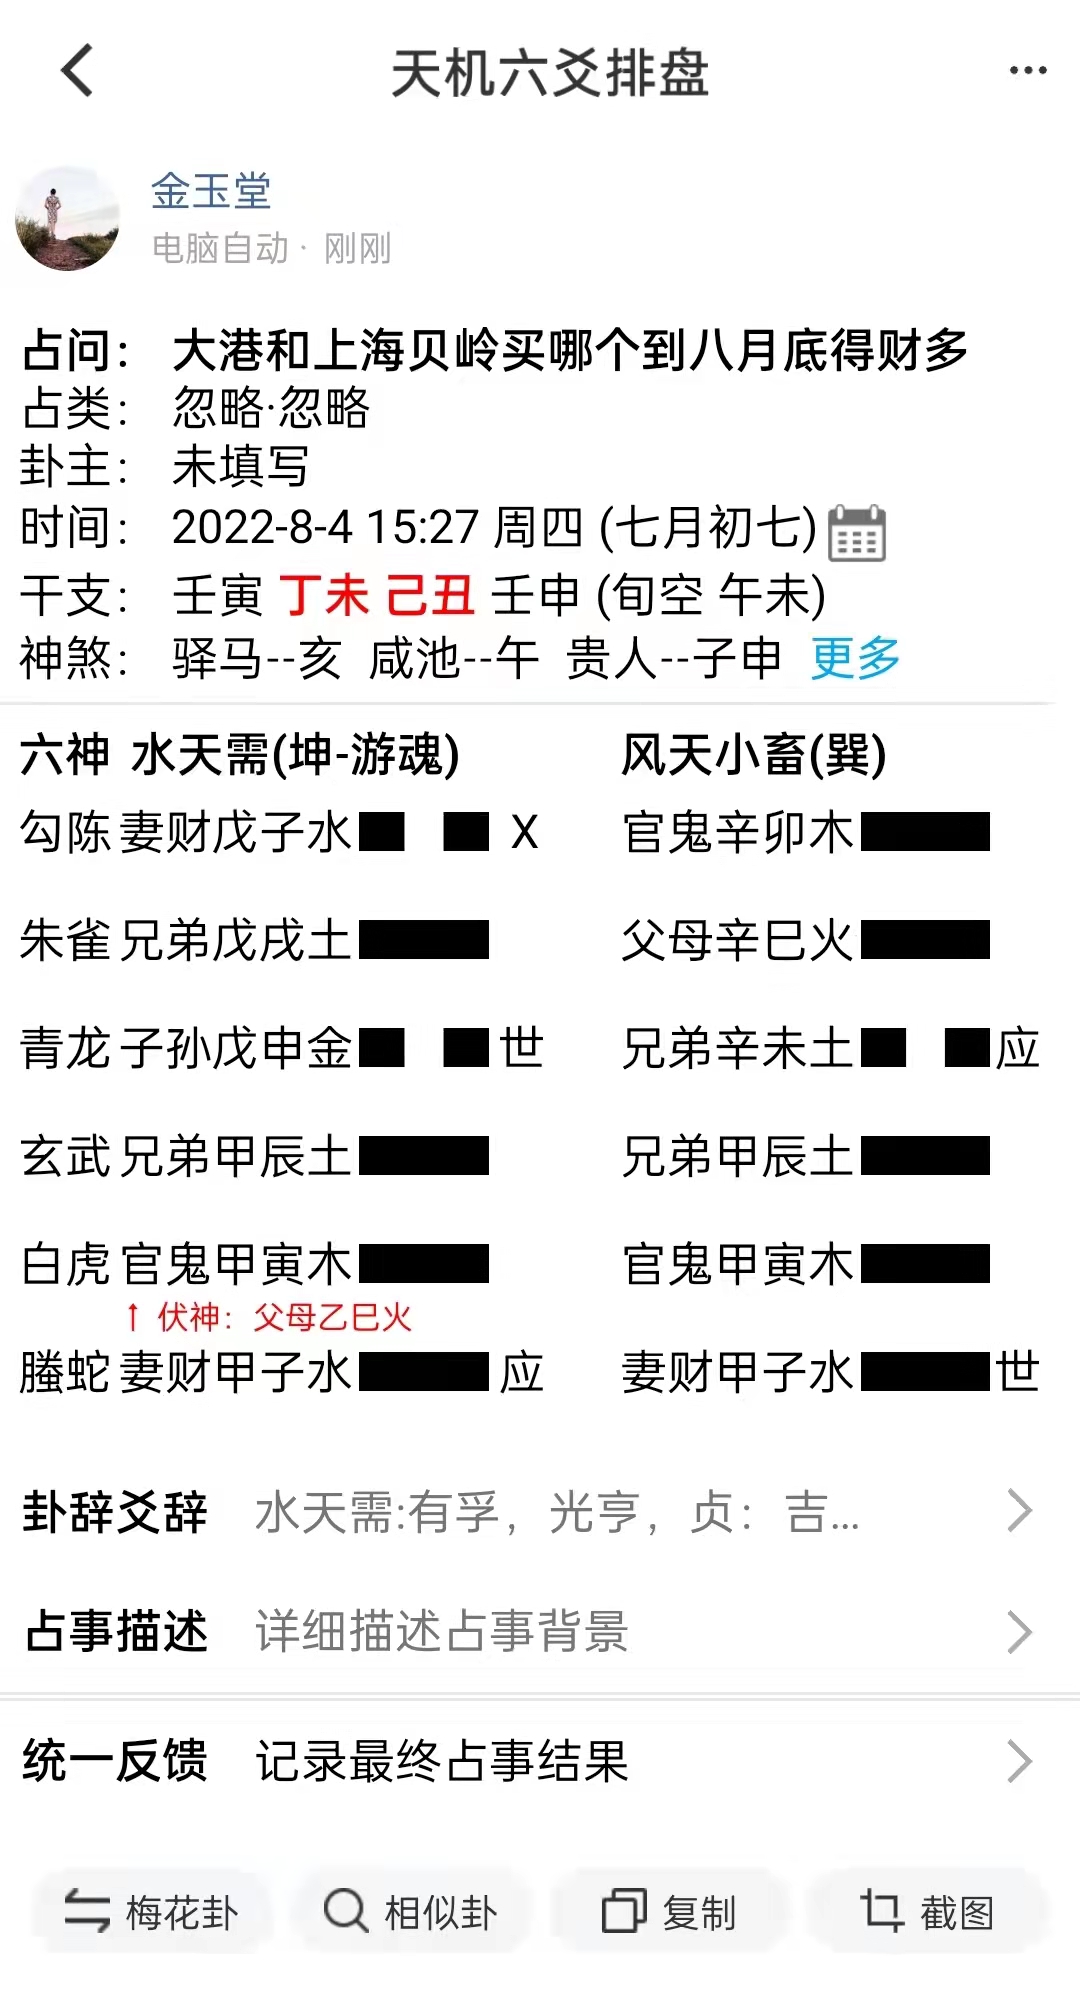 天机六爻排盘
金玉堂
电脑自动 · 刚刚
占问： 大港和上海贝岭买哪个到八月底得财多
占类： 忽略·忽略
卦主： 未填写
时间： 2022-8-4 15:27 周四 (七月初七)
干支： 壬寅 丁未 己丑 壬申 (旬空 午未)
神煞： 驿马--亥 咸池--午 贵人--子申 更多
六神 水天需(坤-游魂) 风天小畜(巽)
勾陈 妻财戊子水 X 官鬼辛卯木
朱雀 兄弟戊戌土 父母辛巳火
青龙 子孙戊申金 世 兄弟辛未土 应
玄武 兄弟甲辰土 兄弟甲辰土
白虎 官鬼甲寅木 官鬼甲寅木
↑ 伏神：父母乙巳火
螣蛇 妻财甲子水 应 妻财甲子水 世
卦辞爻辞 水天需:有孚，光亨，贞：吉...
占事描述 详细描述占事背景
统一反馈 记录最终占事结果
梅花卦 相似卦 复制 截图